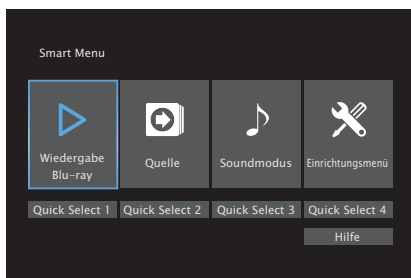 Smart Menu
Wiedergabe
Blu-ray
Quelle
Soundmodus
Einrichtungsmenü
Quick Select 1
Quick Select 2
Quick Select 3
Quick Select 4
Hilfe